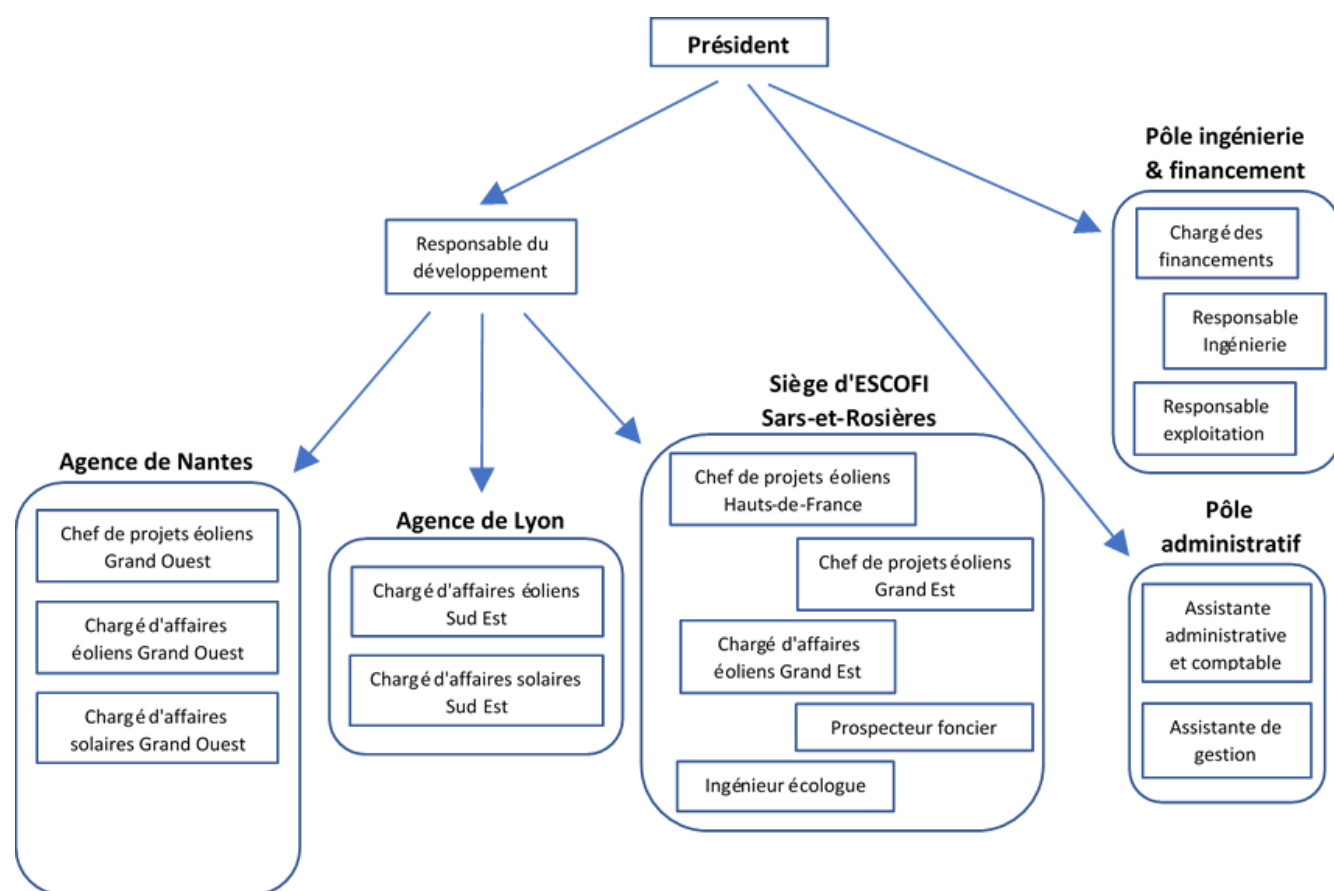 Président
Pôle ingénierie
& financement
Chargé des
financements
Responsable
Ingénierie
Responsable
exploitation
Responsable du
développement
Agence de Nantes
Chef de projets éoliens
Grand Ouest
Chargé d'affaires
éoliens Grand Ouest
Chargé d'affaires
solaires Grand Ouest
Agence de Lyon
Chargé d'affaires éoliens
Sud Est
Chargé d'affaires solaires
Sud Est
Siège d'ESCOFI
Sars-et-Rosières
Chef de projets éoliens
Hauts-de-France
Chef de projets éoliens
Grand Est
Chargé d'affaires
éoliens Grand Est
Prospecteur foncier
Ingénieur écologue
Pôle
administratif
Assistante
administrative
et comptable
Assistante de
gestion